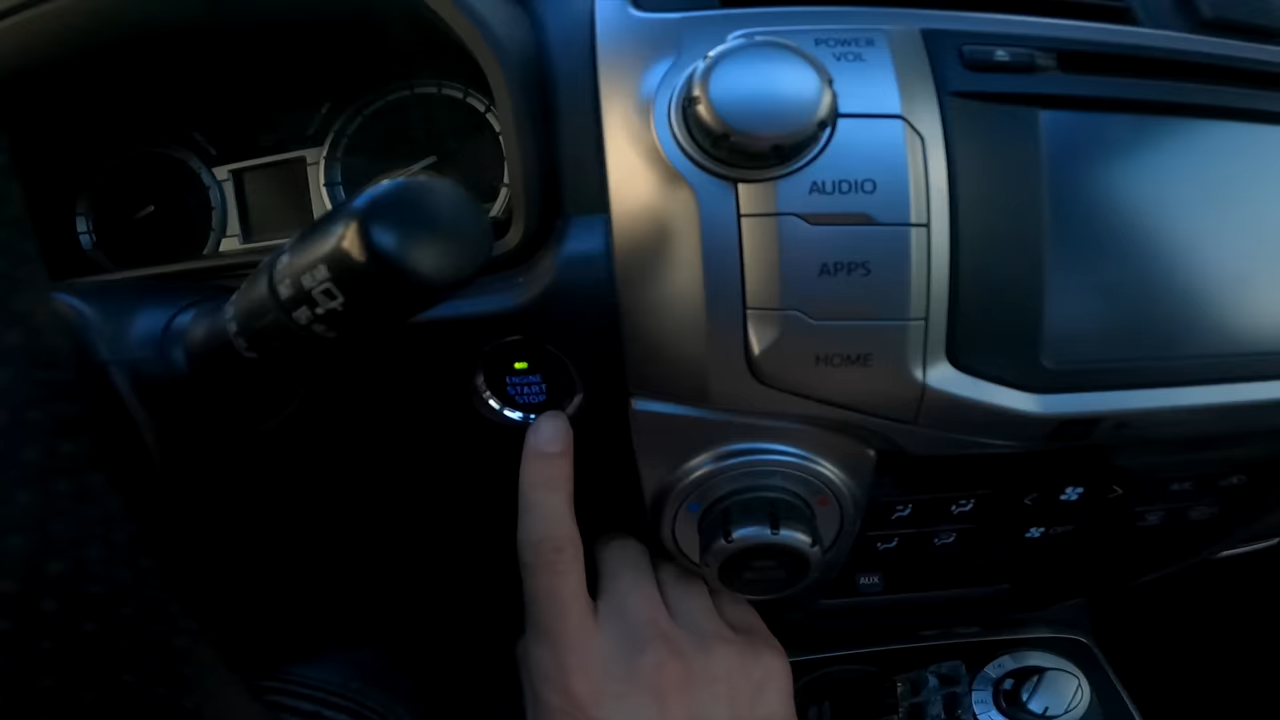 POWER
VOL
AUDIO
APPS
HOME
ENGINE
START
STOP
AUX